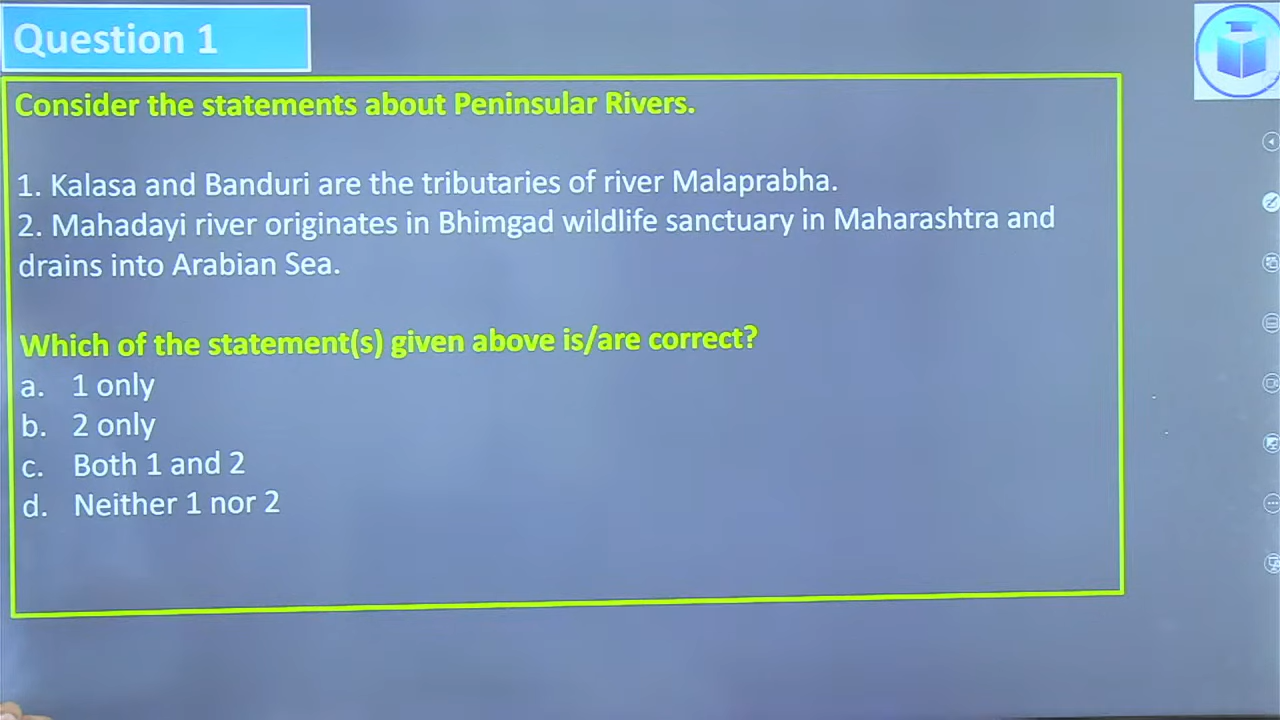 Question 1
Consider the statements about Peninsular Rivers.
1. Kalasa and Banduri are the tributaries of river Malaprabha.
2. Mahadayi river originates in Bhimgad wildlife sanctuary in Maharashtra and
drains into Arabian Sea.
Which of the statement(s) given above is/are correct?
a. 1 only
b. 2 only
c. Both 1 and 2
d. Neither 1 nor 2